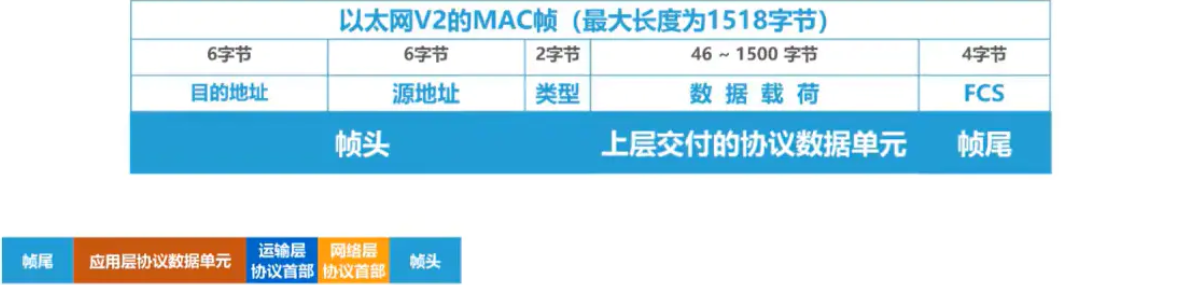 以太网V2的MAC帧（最大长度为1518字节）
6字节 6字节 2字节 46 ~ 1500 字节 4字节
目的地址 源地址 类型 数 据 载 荷 FCS
帧头 上层交付的协议数据单元 帧尾
帧尾 应用层协议数据单元 运输层 网络层 帧头
协议首部 协议首部